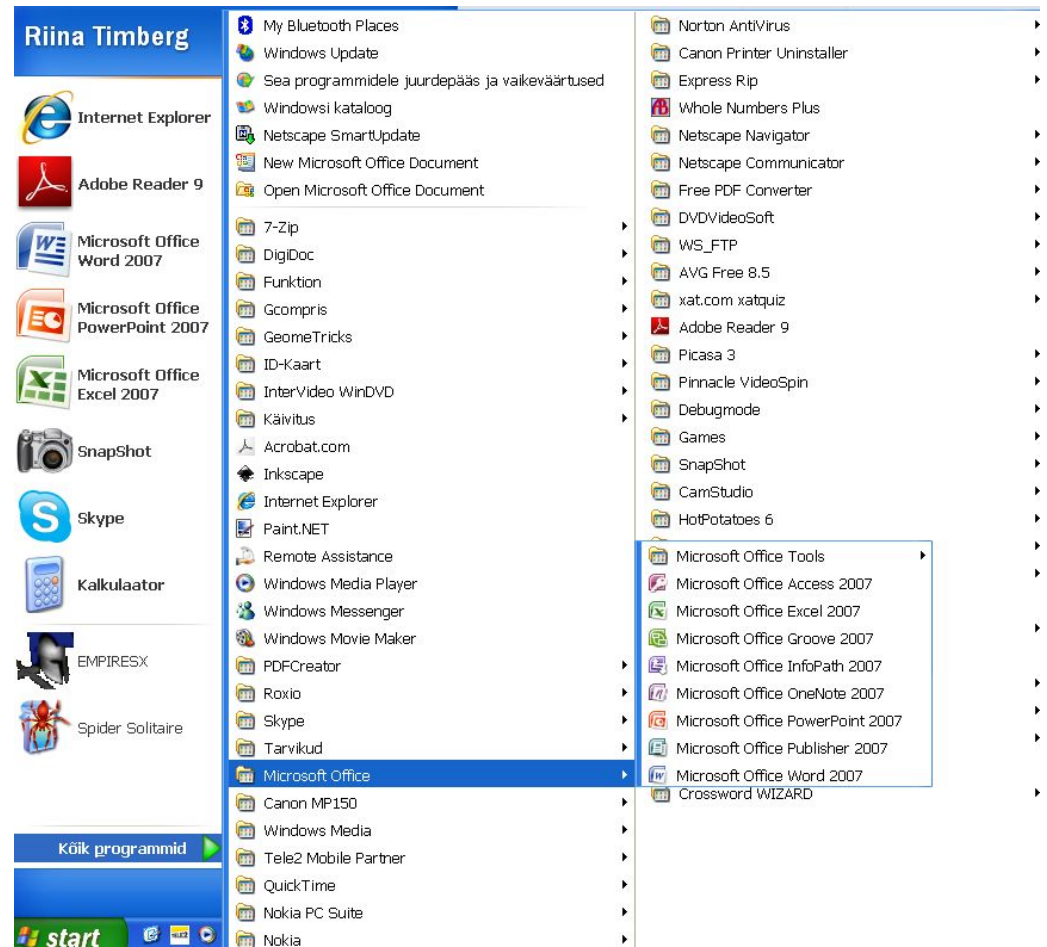 Riina Timberg
Internet Explorer
Adobe Reader 9
Microsoft Office
Word 2007
Microsoft Office
PowerPoint 2007
Microsoft Office
Excel 2007
SnapShot
Skype
Kalkulaator
EMPIRESX
Spider Solitaire
Kõik programmid
start
My Bluetooth Places
Windows Update
Sea programmidele juurdepääs ja vaikeväärtused
Windowsi kataloog
Netscape SmartUpdate
New Microsoft Office Document
Open Microsoft Office Document
7-Zip
DigiDoc
Funktion
Gcompris
GeomeTricks
ID-Kaart
InterVideo WinDVD
Käivitus
Acrobat.com
Inkscape
Internet Explorer
Paint.NET
Remote Assistance
Windows Media Player
Windows Messenger
Windows Movie Maker
PDFCreator
Roxio
Skype
Tarvikud
Microsoft Office
Canon MP150
Windows Media
Tele2 Mobile Partner
QuickTime
Nokia PC Suite
Nokia
Norton AntiVirus
Canon Printer Uninstaller
Express Rip
Whole Numbers Plus
Netscape Navigator
Netscape Communicator
Free PDF Converter
DVDVideoSoft
WS_FTP
AVG Free 8.5
xat.com xatquiz
Adobe Reader 9
Picasa 3
Pinnacle VideoSpin
Debugmode
Games
SnapShot
CamStudio
HotPotatoes 6
Microsoft Office Tools
Microsoft Office Access 2007
Microsoft Office Excel 2007
Microsoft Office Groove 2007
Microsoft Office InfoPath 2007
Microsoft Office OneNote 2007
Microsoft Office PowerPoint 2007
Microsoft Office Publisher 2007
Microsoft Office Word 2007
Crossword WIZARD